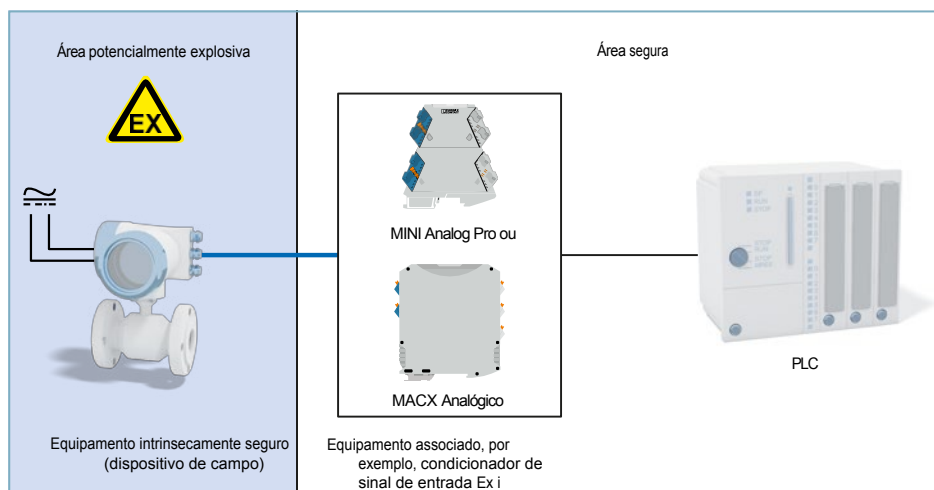 Área potencialmente explosiva
Área segura
EX
MINI Analog Pro ou
MACX Analógico
PLC
Equipamento intrinsecamente seguro
(dispositivo de campo)
Equipamento associado, por
exemplo, condicionador de
sinal de entrada Ex i